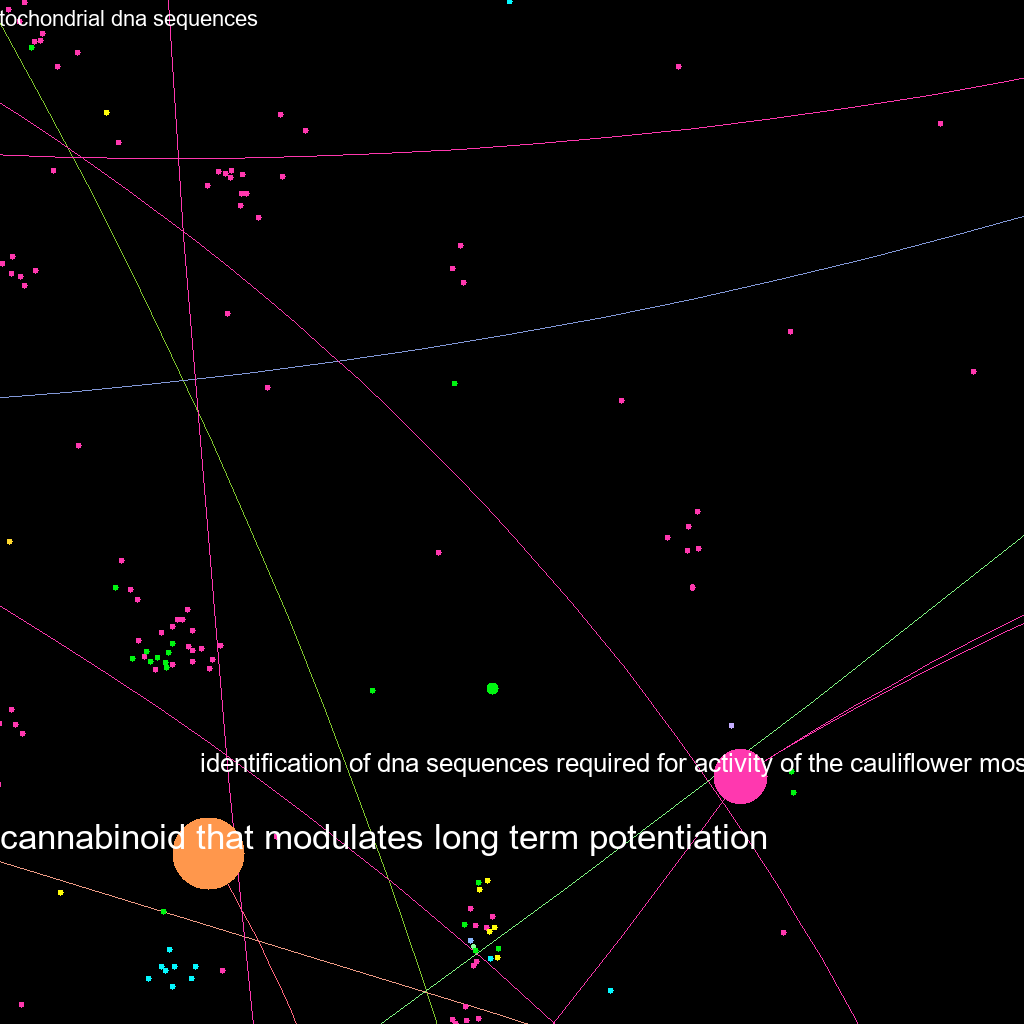 tochondrial dna sequences
identification of dna sequences required for activity of the cauliflower mos
cannabinoid that modulates long term potentiation